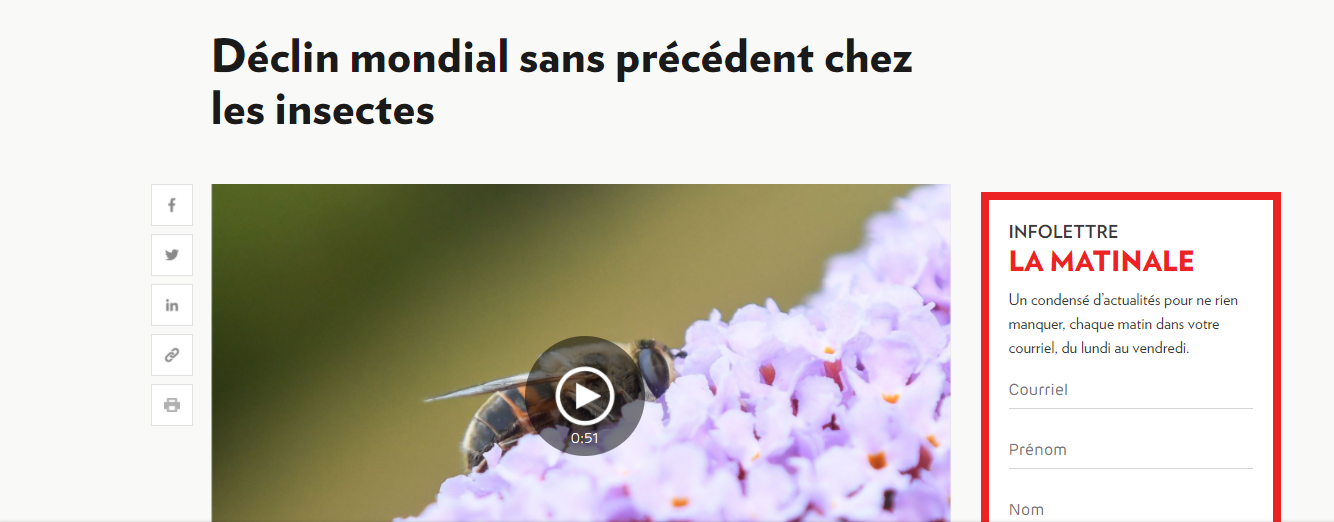 Déclin mondial sans précédent chez
les insectes
0:51
INFOLETTRE
LA MATINALE
Un condensé d'actualités pour ne rien
manquer, chaque matin dans votre
courriel, du lundi au vendredi.
Courriel
Prénom
Nom